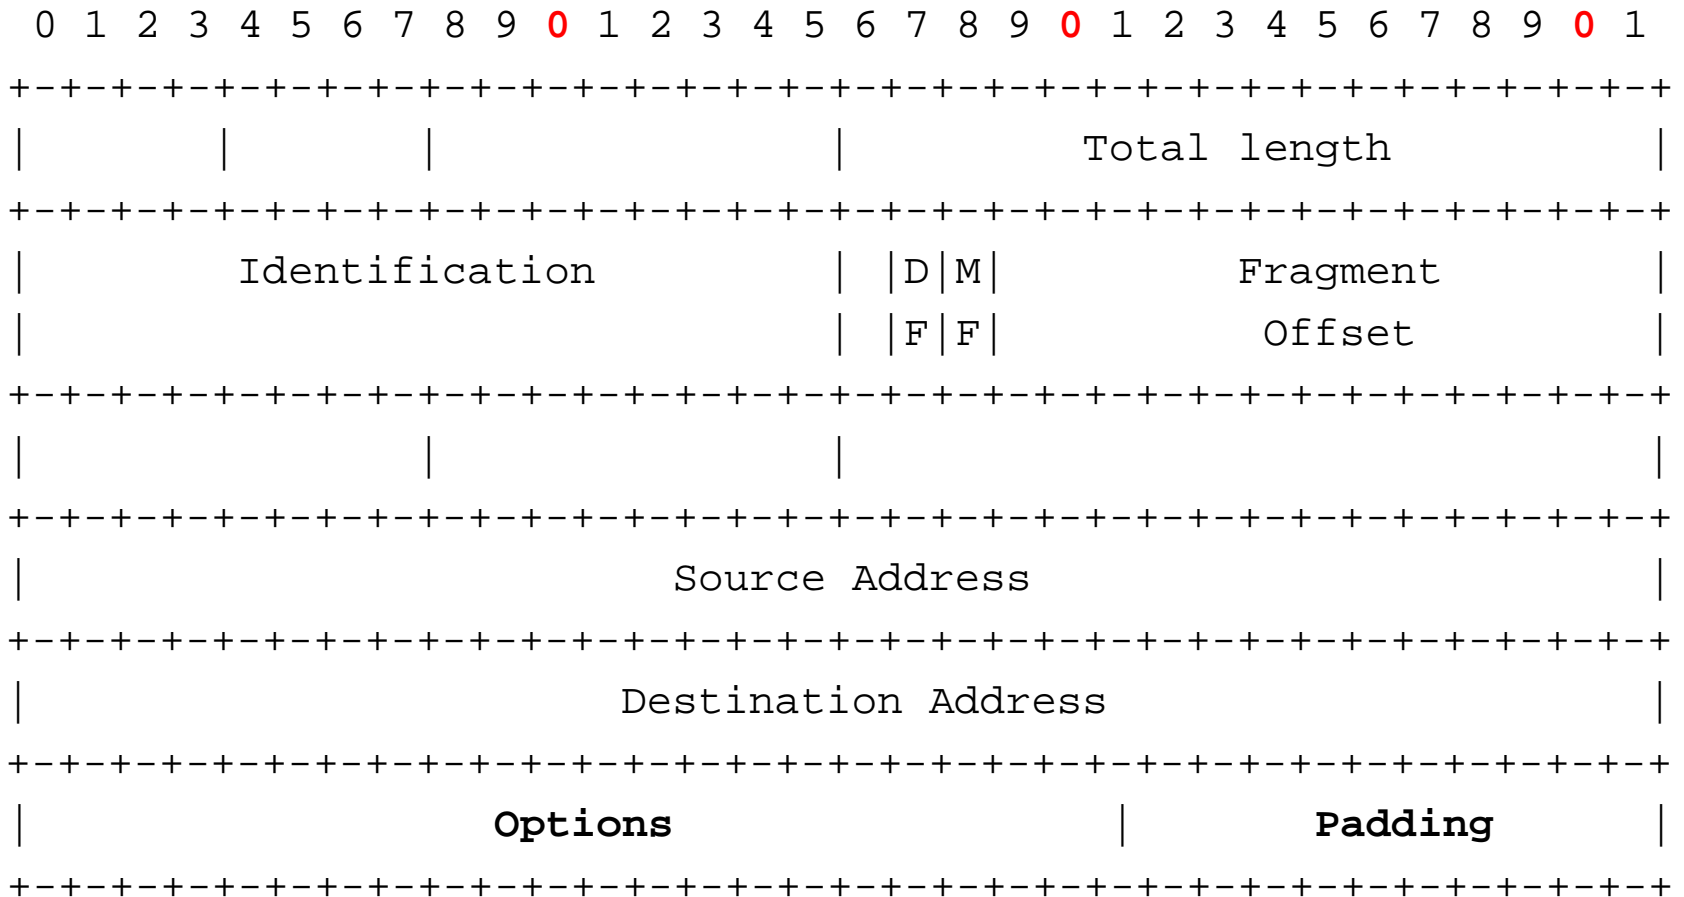 0 1 2 3 4 5 6 7 8 9 0 1 2 3 4 5 6 7 8 9 0 1 2 3 4 5 6 7 8 9 0 1
+-+-+-+-+-+-+-+-+-+-+-+-+-+-+-+-+-+-+-+-+-+-+-+-+-+-+-+-+-+-+-+-+
|       |       |               |         Total length          |
+-+-+-+-+-+-+-+-+-+-+-+-+-+-+-+-+-+-+-+-+-+-+-+-+-+-+-+-+-+-+-+-+
|        Identification         | |D|M|         Fragment        |
|                               | |F|F|          Offset         |
+-+-+-+-+-+-+-+-+-+-+-+-+-+-+-+-+-+-+-+-+-+-+-+-+-+-+-+-+-+-+-+-+
|               |               |                               |
+-+-+-+-+-+-+-+-+-+-+-+-+-+-+-+-+-+-+-+-+-+-+-+-+-+-+-+-+-+-+-+-+
|                         Source Address                        |
+-+-+-+-+-+-+-+-+-+-+-+-+-+-+-+-+-+-+-+-+-+-+-+-+-+-+-+-+-+-+-+-+
|                       Destination Address                     |
+-+-+-+-+-+-+-+-+-+-+-+-+-+-+-+-+-+-+-+-+-+-+-+-+-+-+-+-+-+-+-+-+
|                  Options                 |       Padding      |
+-+-+-+-+-+-+-+-+-+-+-+-+-+-+-+-+-+-+-+-+-+-+-+-+-+-+-+-+-+-+-+-+